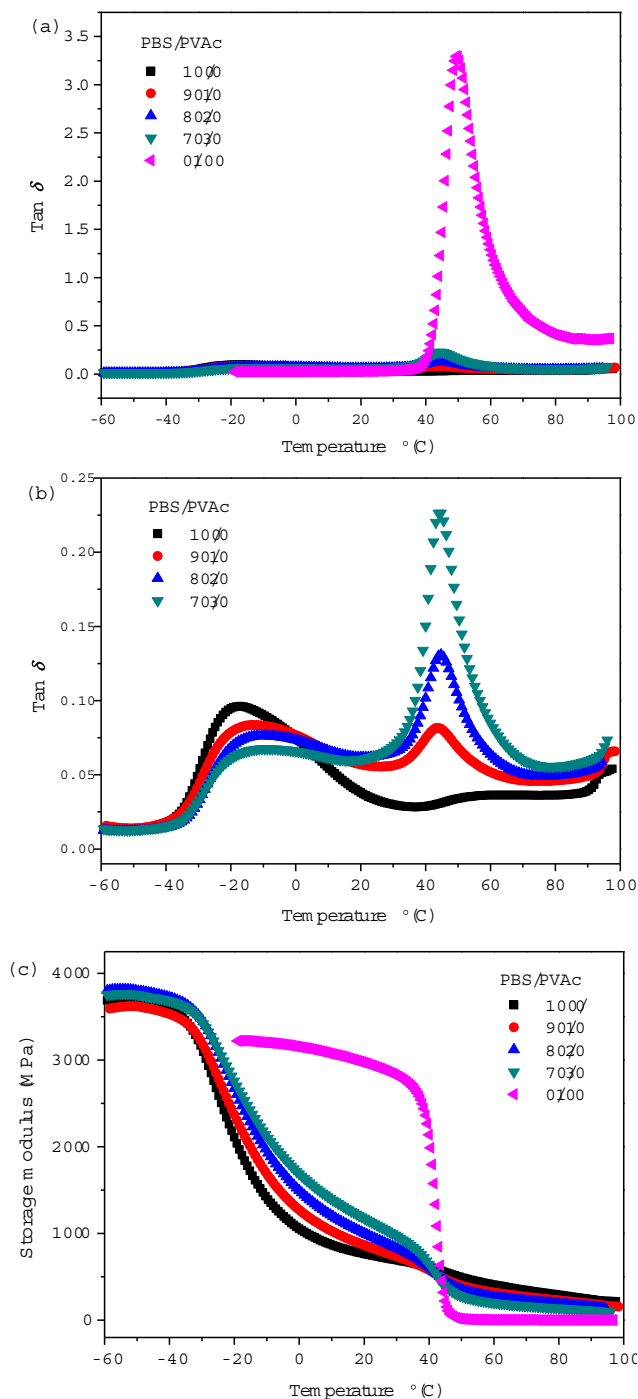 (a)
PBS/PVAc
100/0
90/10
80/20
70/30
0/100
3.5
3.0
2.5
2.0
1.5
1.0
0.5
0.0
Tan δ
-60 -40 -20 0 20 40 60 80 100
Temperature °(C)
(b)
PBS/PVAc
100/0
90/10
80/20
70/30
0.25
0.20
0.15
0.10
0.05
0.00
Tan δ
-60 -40 -20 0 20 40 60 80 100
Temperature °(C)
(c)
PBS/PVAc
100/0
90/10
80/20
70/30
0/100
4000
3000
2000
1000
0
Storage modulus (MPa)
-60 -40 -20 0 20 40 60 80 100
Temperature °(C)